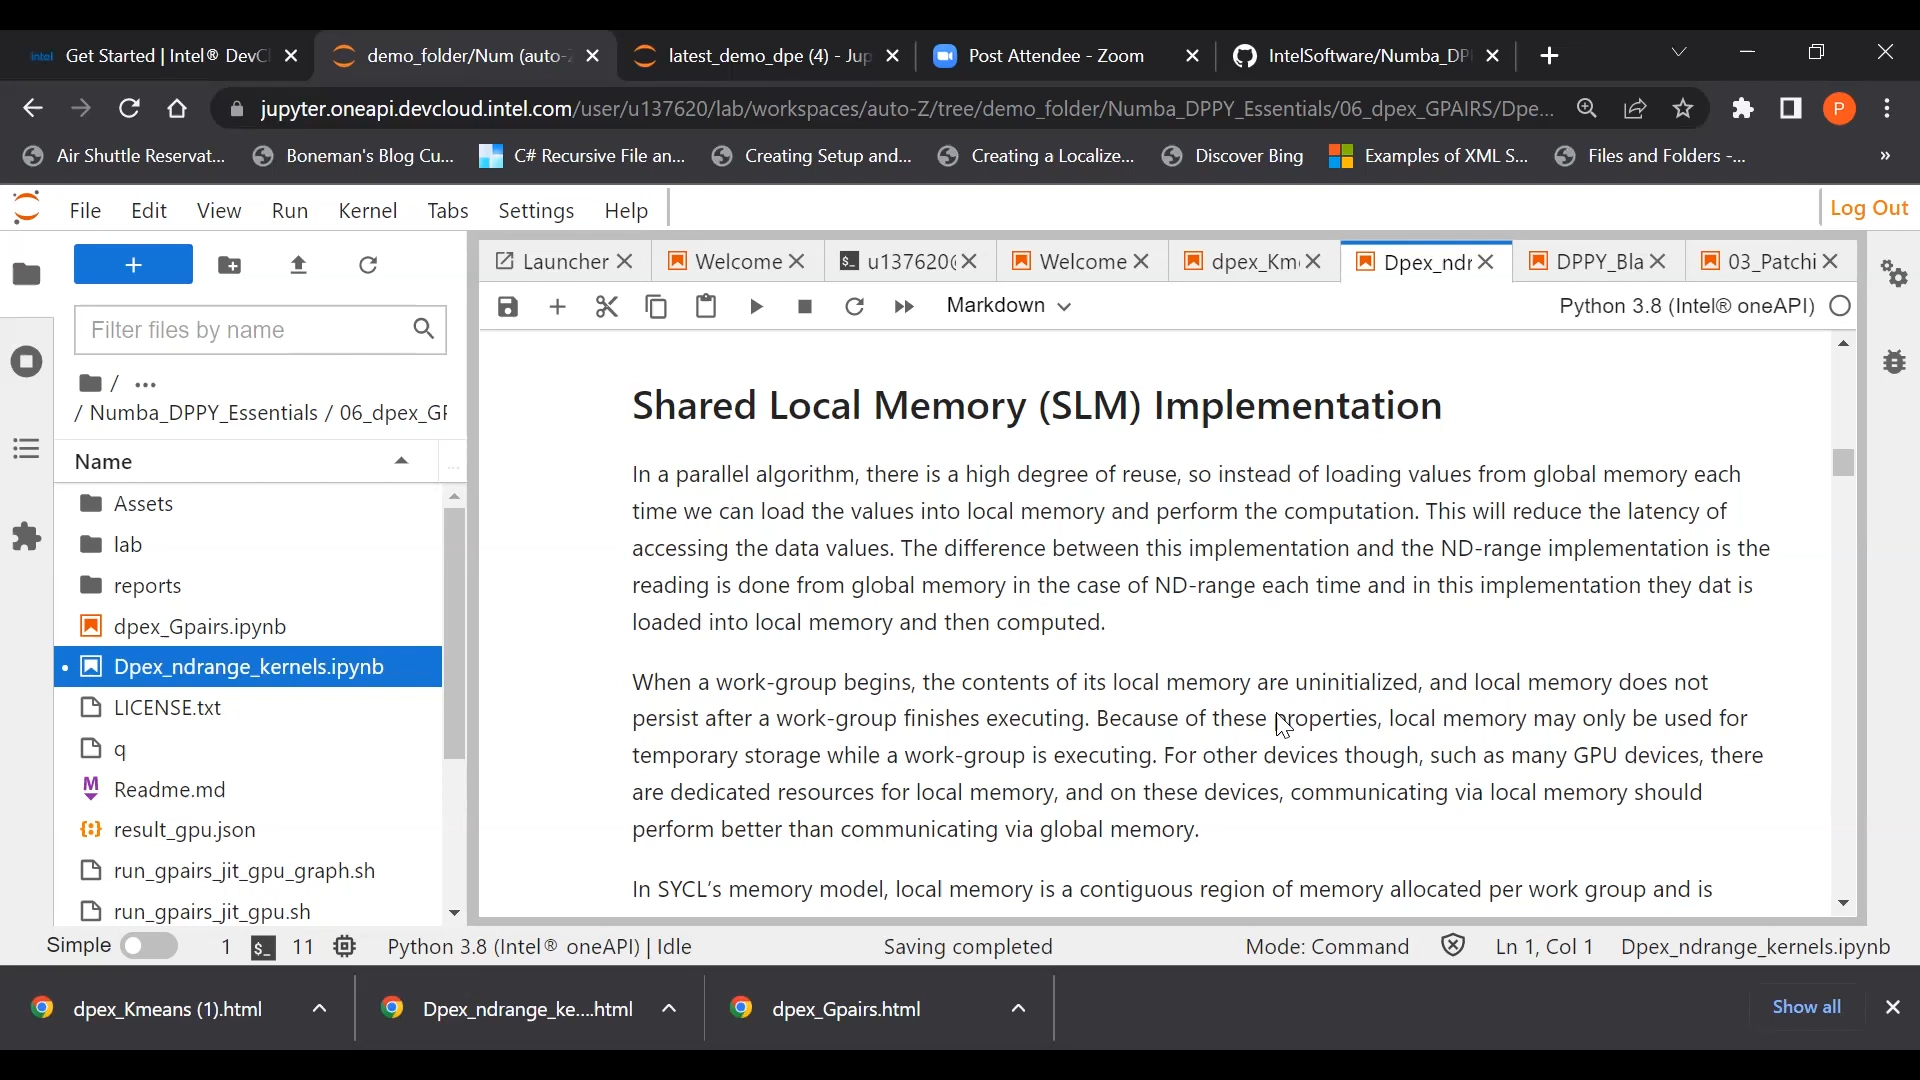 intel Get Started | Intel® DevCl
demo_folder/Num (auto-Z
latest_demo_dpe (4) - Jup
Post Attendee - Zoom
IntelSoftware/Numba_DP
jupyter.oneapi.devcloud.intel.com/user/u137620/lab/workspaces/auto-Z/tree/demo_folder/Numba_DPPY_Essentials/06_dpex_GPAIRS/Dpe...
P
Air Shuttle Reservat...
Boneman's Blog Cu...
C# Recursive File an...
Creating Setup and...
Creating a Localize...
Discover Bing
Examples of XML S...
Files and Folders -...
»
File Edit View Run Kernel Tabs Settings Help
Log Out
Launcher
Welcome
u137620(
Welcome
dpex_Km
Dpex_ndr
DPPY_Bla
03_Patchi
Markdown
Python 3.8 (Intel® oneAPI)
Filter files by name
/ ...
/ Numba_DPPY_Essentials / 06_dpex_GF
Name
...
Assets
lab
reports
dpex_Gpairs.ipynb
Dpex_ndrange_kernels.ipynb
LICENSE.txt
q
Readme.md
result_gpu.json
run_gpairs_jit_gpu_graph.sh
run_gpairs_jit_gpu.sh
Shared Local Memory (SLM) Implementation
In a parallel algorithm, there is a high degree of reuse, so instead of loading values from global memory each
time we can load the values into local memory and perform the computation. This will reduce the latency of
accessing the data values. The difference between this implementation and the ND-range implementation is the
reading is done from global memory in the case of ND-range each time and in this implementation they dat is
loaded into local memory and then computed.
When a work-group begins, the contents of its local memory are uninitialized, and local memory does not
persist after a work-group finishes executing. Because of these properties, local memory may only be used for
temporary storage while a work-group is executing. For other devices though, such as many GPU devices, there
are dedicated resources for local memory, and on these devices, communicating via local memory should
perform better than communicating via global memory.
In SYCL's memory model, local memory is a contiguous region of memory allocated per work group and is
Simple
1
$_
11
Python 3.8 (Intel® oneAPI) | Idle
Saving completed
Mode: Command
Ln 1, Col 1
Dpex_ndrange_kernels.ipynb
dpex_Kmeans (1).html
Dpex_ndrange_ke....html
dpex_Gpairs.html
Show all